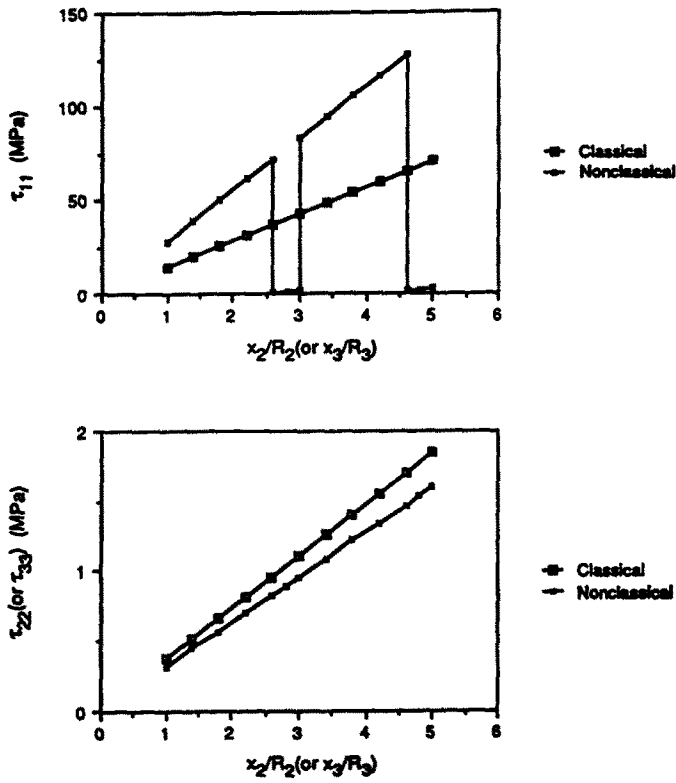 150
100
50
0
τ11 (MPa)
0 1 2 3 4 5 6
x2/R2(or x3/R3)
Classical
Nonclassical
2
1
0
τ22(or τ33) (MPa)
0 1 2 3 4 5 6
x2/R2(or x3/R3)
Classical
Nonclassical